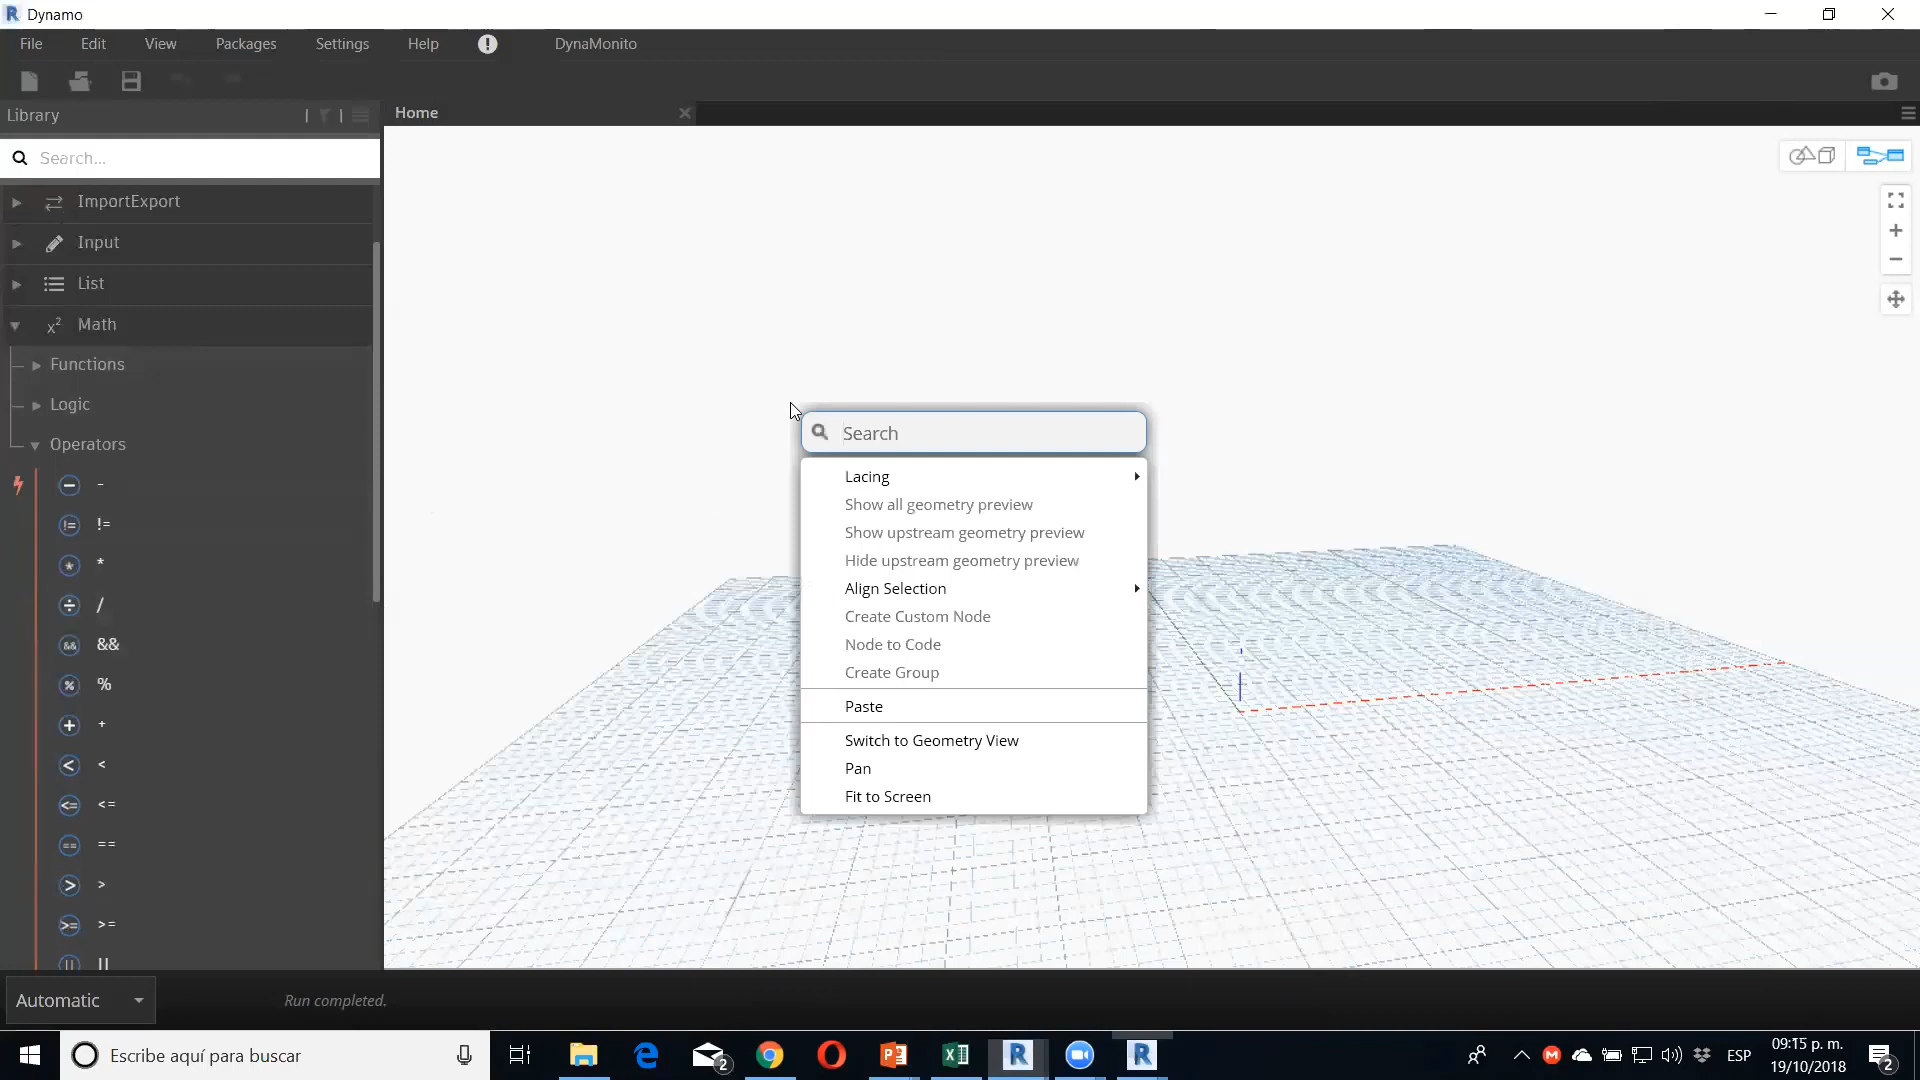 Dynamo
File Edit View Packages Settings Help DynaMonito
Library
Home
Search...
ImportExport
Input
List
Math
Functions
Logic
Operators
-
!=
*
/
&&
%
+
<
<=
==
>
>=
||
Search
Lacing
Show all geometry preview
Show upstream geometry preview
Hide upstream geometry preview
Align Selection
Create Custom Node
Node to Code
Create Group
Paste
Switch to Geometry View
Pan
Fit to Screen
Automatic
Run completed.
Escribe aquí para buscar
2
ESP
09:15 p. m.
19/10/2018
2